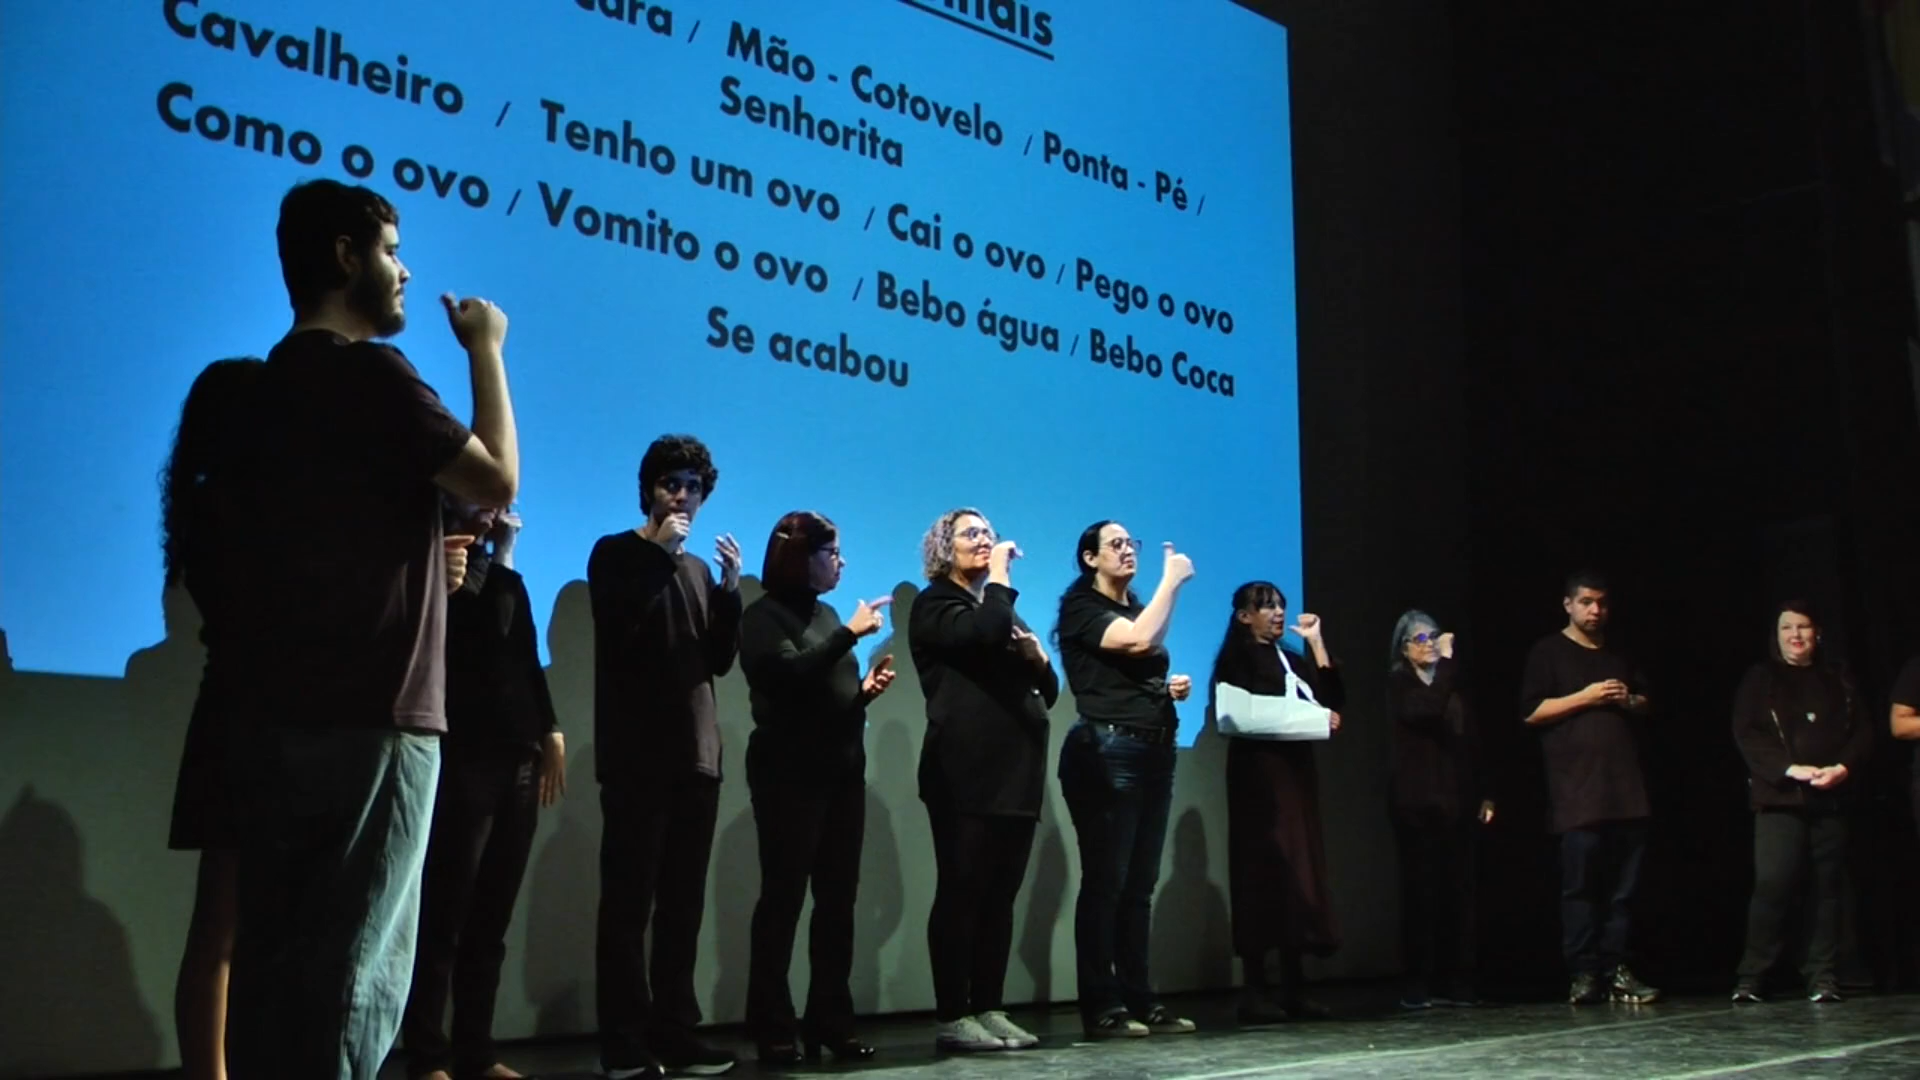 / Mão - Cotovelo / Ponta - Pé /
Senhorita
Cavalheiro / Tenho um ovo / Cai o ovo / Pego o ovo
Como o ovo / Vomito o ovo / Bebo água / Bebo Coca
Se acabou